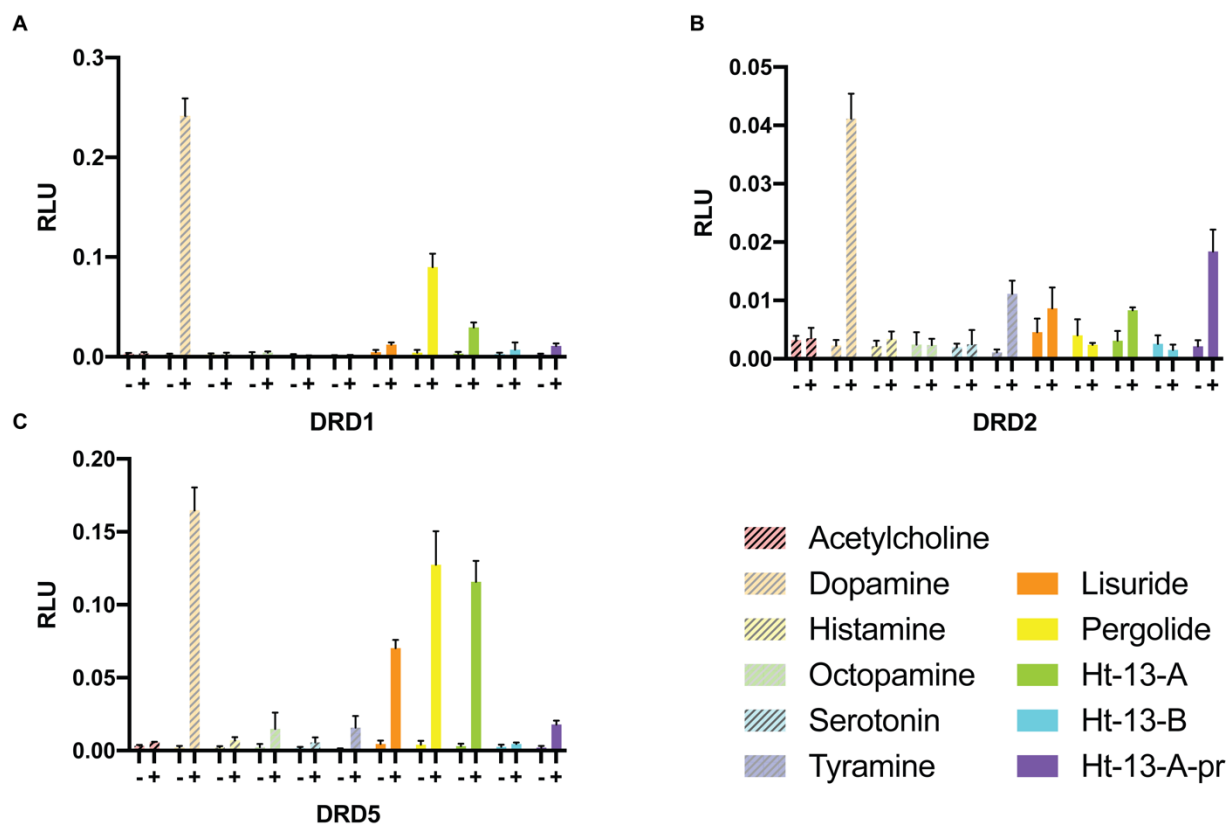 A
0.3
0.2
0.1
0.0
RLU
- + - + - + - + - + - + - + - + - + - + - +
DRD1
B
0.05
0.04
0.03
0.02
0.01
0.00
RLU
- + - + - + - + - + - + - + - + - + - + - +
DRD2
C
0.20
0.15
0.10
0.05
0.00
RLU
- + - + - + - + - + - + - + - + - + - + - +
DRD5
Acetylcholine
Dopamine
Histamine
Octopamine
Serotonin
Tyramine
Lisuride
Pergolide
Ht-13-A
Ht-13-B
Ht-13-A-pr